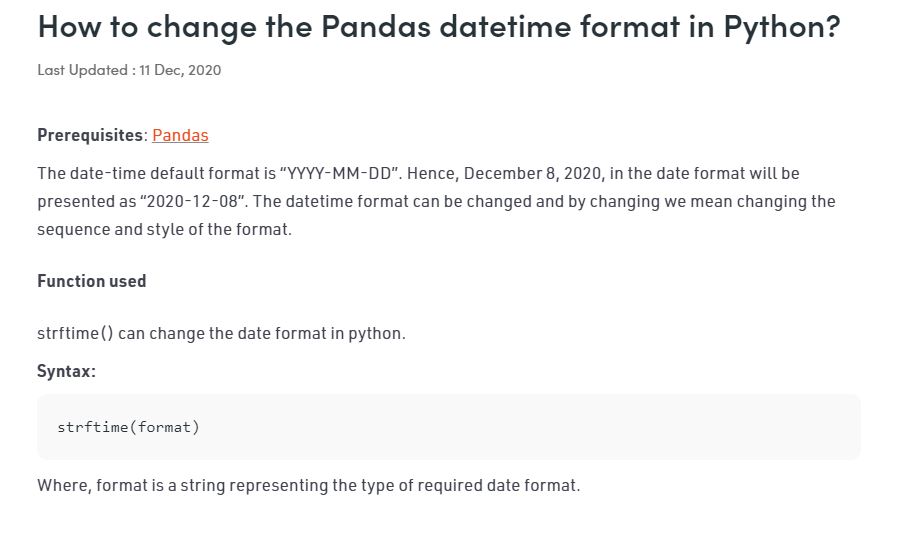 How to change the Pandas datetime format in Python?
Last Updated : 11 Dec, 2020
Prerequisites: Pandas
The date-time default format is “YYYY-MM-DD”. Hence, December 8, 2020, in the date format will be
presented as “2020-12-08”. The datetime format can be changed and by changing we mean changing the
sequence and style of the format.
Function used
strftime() can change the date format in python.
Syntax:
strftime(format)
Where, format is a string representing the type of required date format.